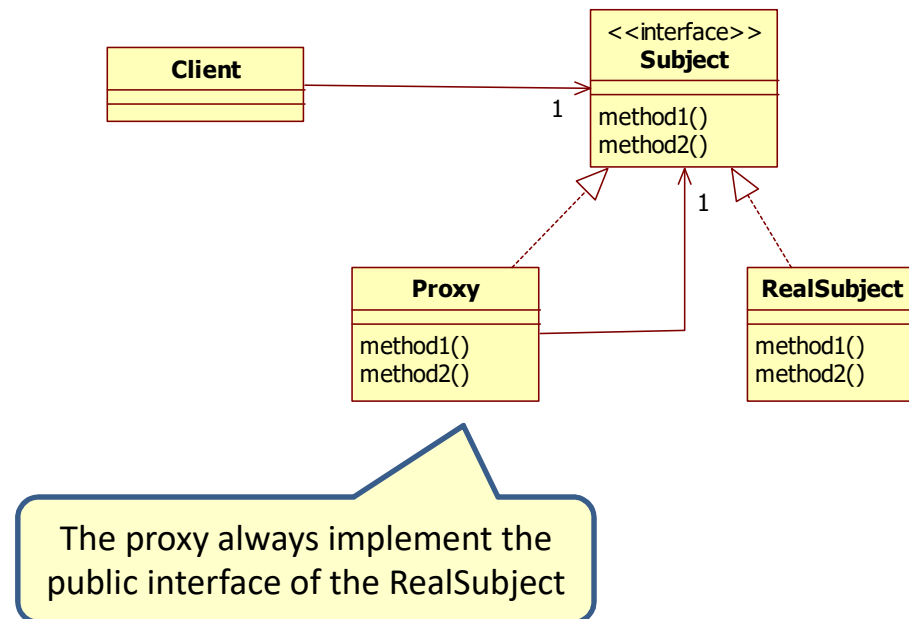 Client
<<interface>>
Subject
method1()
method2()
1
1
Proxy
method1()
method2()
RealSubject
method1()
method2()
The proxy always implement the
public interface of the RealSubject